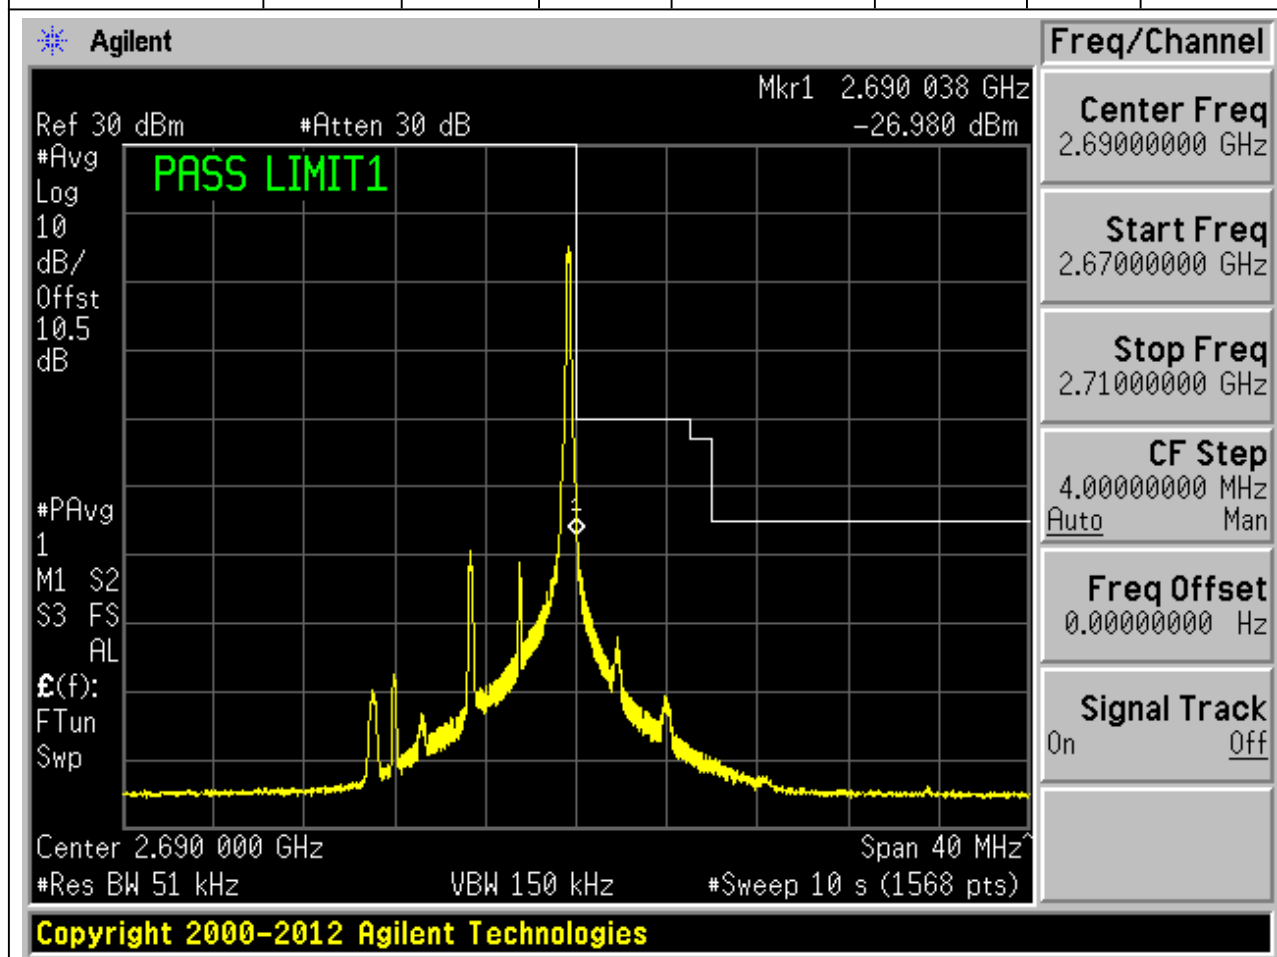 Agilent
Freq/Channel
Mkr1 2.690 038 GHz
Ref 30 dBm #Atten 30 dB -26.980 dBm
#Avg
Log
10
dB/
Offst
10.5
dB
PASS LIMIT1
1
#PAvg
1
M1 S2
S3 FS
AL
£(f):
FTun
Swp
Center 2.690 000 GHz Span 40 MHz^
#Res BW 51 kHz VBW 150 kHz #Sweep 10 s (1568 pts)
Center Freq
2.69000000 GHz
Start Freq
2.67000000 GHz
Stop Freq
2.71000000 GHz
CF Step
4.00000000 MHz
Auto Man
Freq Offset
0.00000000 Hz
Signal Track
On Off
Copyright 2000-2012 Agilent Technologies